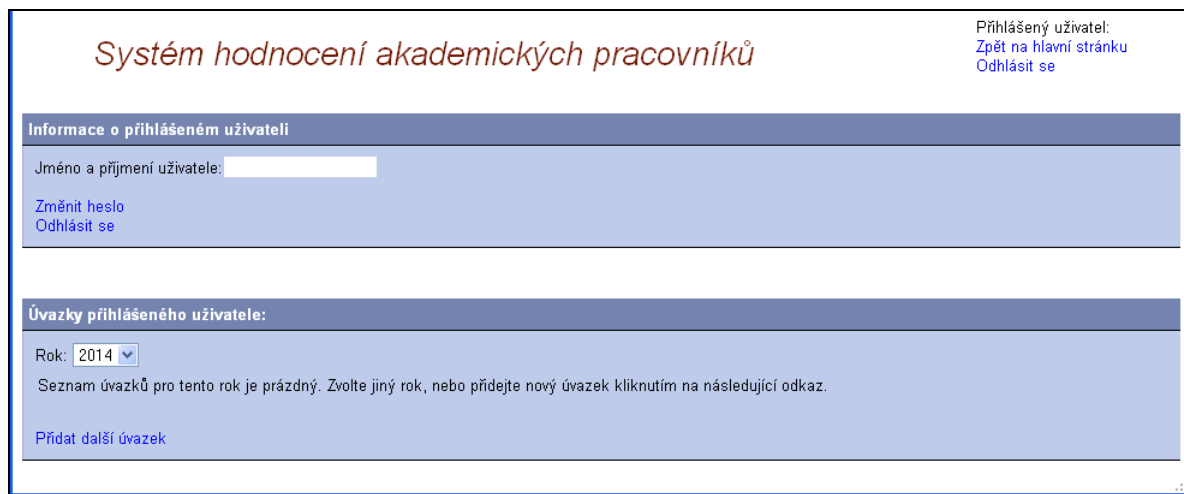 Systém hodnocení akademických pracovníků
Přihlášený uživatel:
Zpět na hlavní stránku
Odhlásit se
Informace o přihlášeném uživateli
Jméno a příjmení uživatele:
Změnit heslo
Odhlásit se
Úvazky přihlášeného uživatele:
Rok: 2014
Seznam úvazků pro tento rok je prázdný. Zvolte jiný rok, nebo přidejte nový úvazek kliknutím na následující odkaz.
Přidat další úvazek